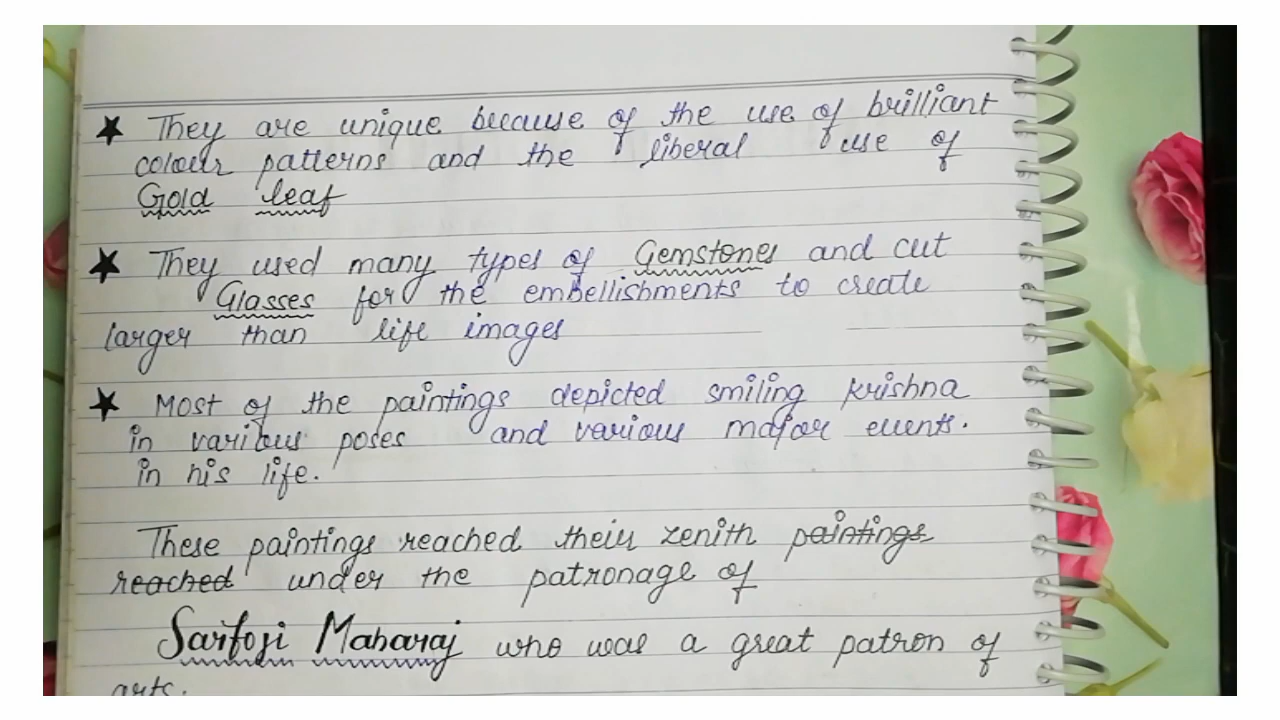 ★ They are unique because of the use of brilliant
colour patterns and the liberal use of
Gold leaf
★ They used many types of Gemstones and cut
Glasses for the embellishments to create
larger than life images
★ Most of the paintings depicted smiling krishna
in various poses and various major events.
in his life.
These paintings reached their zenith paintings
reached under the patronage of
Sarfoji Maharaj who was a great patron of
arts.